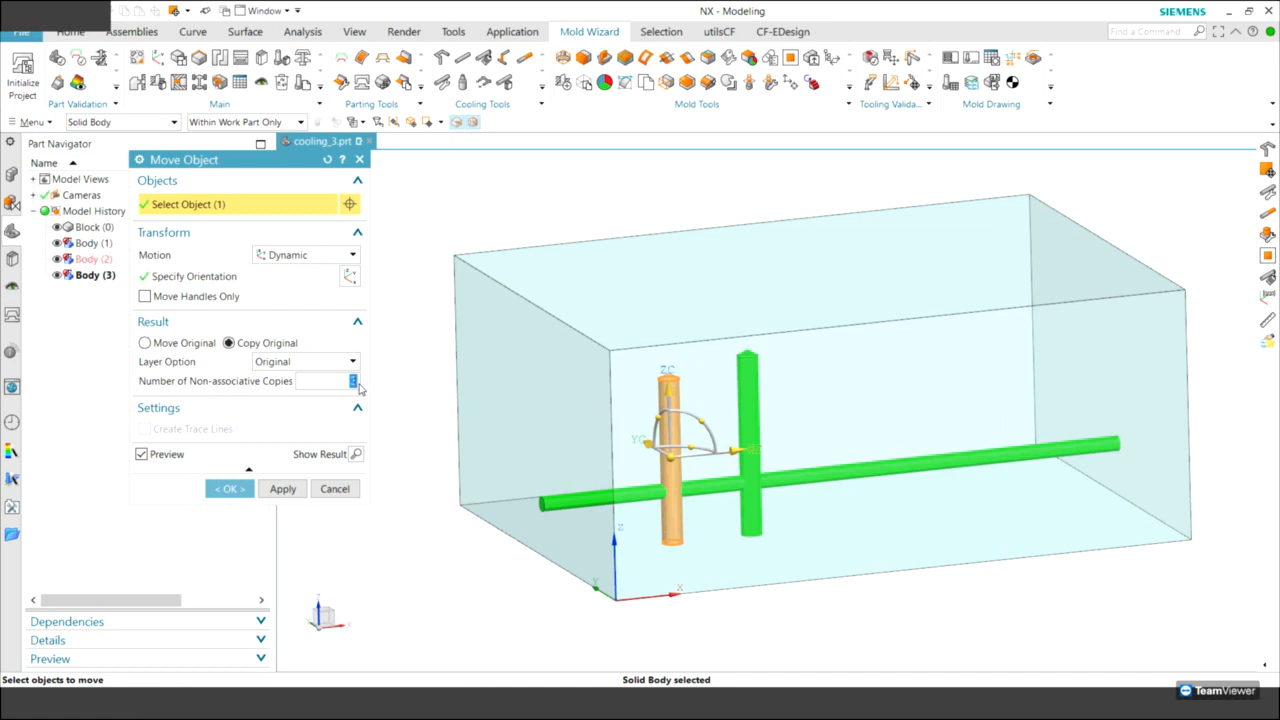 Window
NX - Modeling
SIEMENS
File Home Assemblies Curve Surface Analysis View Render Tools Application Mold Wizard Selection utilsCF CF-EDesign
Find a Command
Initialize
Project
Part Validation
Main
Parting Tools
Cooling Tools
Mold Tools
Tooling Valida...
Mold Drawing
Menu
Solid Body
Within Work Part Only
Part Navigator
cooling_3.prt
Name
Model Views
Cameras
Model History
Block (0)
Body (1)
Body (2)
Body (3)
Move Object
Objects
Select Object (1)
Transform
Motion
Dynamic
Specify Orientation
Move Handles Only
Result
Move Original
Copy Original
Layer Option
Original
Number of Non-associative Copies
Settings
Create Trace Lines
Preview
Show Result
< OK >
Apply
Cancel
ZC
Z
Y
X
Dependencies
Details
Preview
Select objects to move
Solid Body selected
TeamViewer